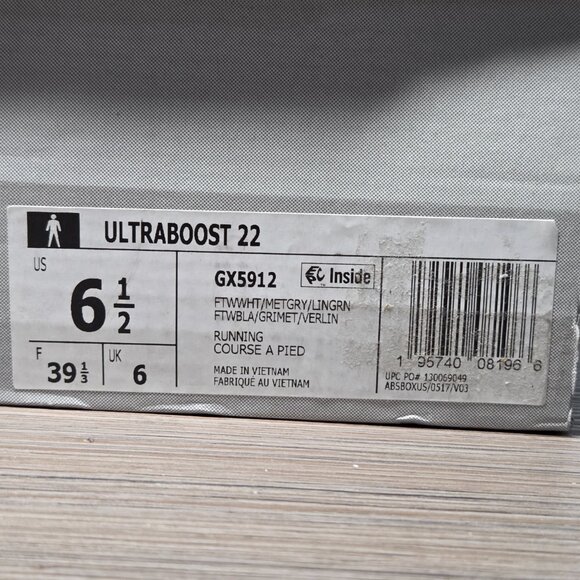 ULTRABOOST 22
US
6 1/2
F
39 1/3
UK
6
GX5912
Inside
FTWWHT/METGRY/LINGRN
FTWBLA/GRIMET/VERLIN
RUNNING
COURSE A PIED
MADE IN VIETNAM
FABRIQUÉ AU VIETNAM
1 95740 08196 6
UPC PO# 130069049
ABSBOXUS/0517/V03